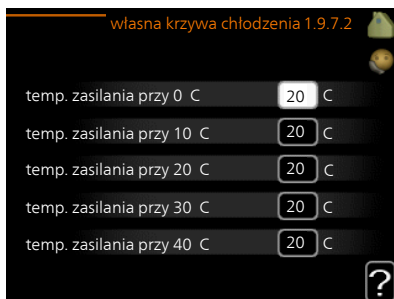 własna krzywa chłodzenia 1.9.7.2
temp. zasilania przy 0 C 20 C
temp. zasilania przy 10 C 20 C
temp. zasilania przy 20 C 20 C
temp. zasilania przy 30 C 20 C
temp. zasilania przy 40 C 20 C
?